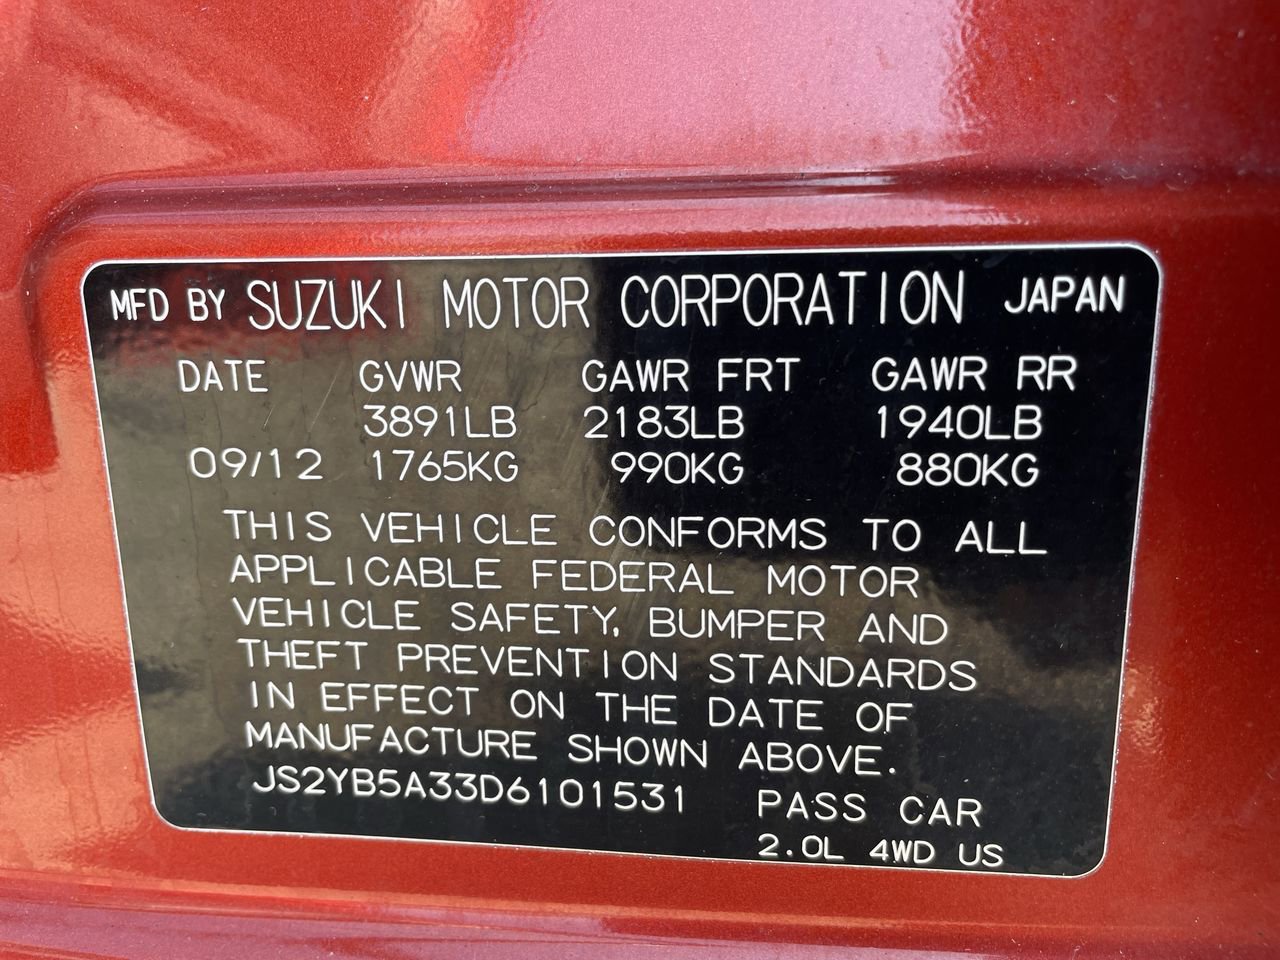 MFD BY SUZUKI MOTOR CORPORATION JAPAN
DATE GVWR GAWR FRT GAWR RR
3891LB 2183LB 1940LB
09/12 1765KG 990KG 880KG
THIS VEHICLE CONFORMS TO ALL
APPLICABLE FEDERAL MOTOR
VEHICLE SAFETY, BUMPER AND
THEFT PREVENTION STANDARDS
IN EFFECT ON THE DATE OF
MANUFACTURE SHOWN ABOVE.
JS2YB5A33D6101531 PASS CAR
2.0L 4WD US